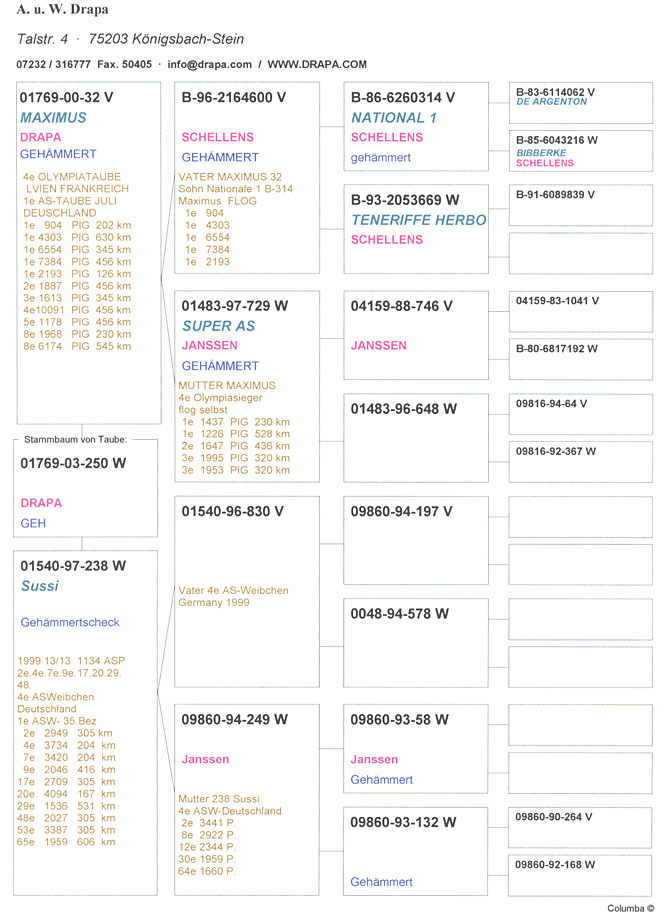 A. u. W. Drapa
Talstr. 4 · 75203 Königsbach-Stein
07232 / 316777 Fax. 50405 · info@drapa.com / WWW.DRAPA.COM
01769-00-32 V
MAXIMUS
DRAPA
GEHÄMMERT
4e OLYMPIATAUBE
LVIEN FRANKREICH
1e AS-TAUBE JULI
DEUSCHLAND
1e 904 PIG 202 km
1e 4303 PIG 630 km
1e 6554 PIG 345 km
1e 7384 PIG 456 km
1e 2193 PIG 126 km
2e 1887 PIG 456 km
3e 1613 PIG 345 km
4e10091 PIG 456 km
5e 1178 PIG 456 km
8e 1968 PIG 230 km
8e 6174 PIG 545 km
Stammbaum von Taube:
01769-03-250 W
DRAPA
GEH
01540-97-238 W
Sussi
Gehämmertscheck
1999 13/13 1134 ASP
2e.4e.7e.9e.17.20.29.
48.
4e ASWeibchen
Deutschland
1e ASW- 35.Bez
2e 2949 305 km
4e 3734 204 km
7e 3420 204 km
9e 2046 416 km
17e 2709 305 km
20e 4094 167 km
29e 1536 531 km
48e 2027 305 km
53e 3387 305 km
65e 1959 606 km
B-96-2164600 V
SCHELLENS
GEHÄMMERT
VATER MAXIMUS 32
Sohn Nationale 1 B-314
Maximus FLOG
1e 904
1e 4303
1e 6554
1e 7384
1e 2193
01483-97-729 W
SUPER AS
JANSSEN
GEHÄMMERT
MUTTER MAXIMUS
4e Olympiasieger
flog selbst
1e 1437 PIG 230 km
1e 1226 PIG 528 km
2e 1647 PIG 436 km
3e 1995 PIG 320 km
3e 1953 PIG 320 km
01540-96-830 V
Vater 4e AS-Weibchen
Germany 1999
09860-94-249 W
Janssen
Mutter 238 Sussi
4e ASW-Deutschland
2e 3441 P.
8e 2922 P.
12e 2344 P.
30e 1959 P.
64e 1660 P.
B-86-6260314 V
NATIONAL 1
SCHELLENS
gehämmert
B-93-2053669 W
TENERIFFE HERBO
SCHELLENS
04159-88-746 V
JANSSEN
01483-96-648 W
09860-94-197 V
0048-94-578 W
09860-93-58 W
Janssen
Gehämmert
09860-93-132 W
Gehämmert
B-83-6114062 V
DE ARGENTON
B-85-6043216 W
BIBBERKE
SCHELLENS
B-91-6089839 V
04159-83-1041 V
B-80-6817192 W
09816-94-64 V
09816-92-367 W
09860-90-264 V
09860-92-168 W
Columba ©